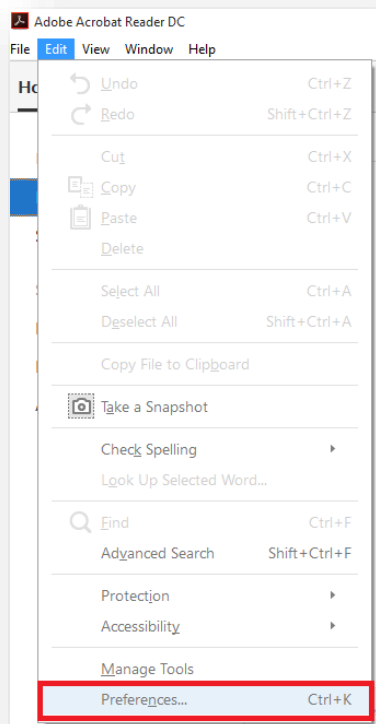 Adobe Acrobat Reader DC
File Edit View Window Help
Ho
Undo Ctrl+Z
Redo Shift+Ctrl+Z
Cut Ctrl+X
Copy Ctrl+C
Paste Ctrl+V
Delete
Select All Ctrl+A
Deselect All Shift+Ctrl+A
Copy File to Clipboard
Take a Snapshot
Check Spelling
Look Up Selected Word...
Find Ctrl+F
Advanced Search Shift+Ctrl+F
Protection
Accessibility
Manage Tools
Preferences... Ctrl+K